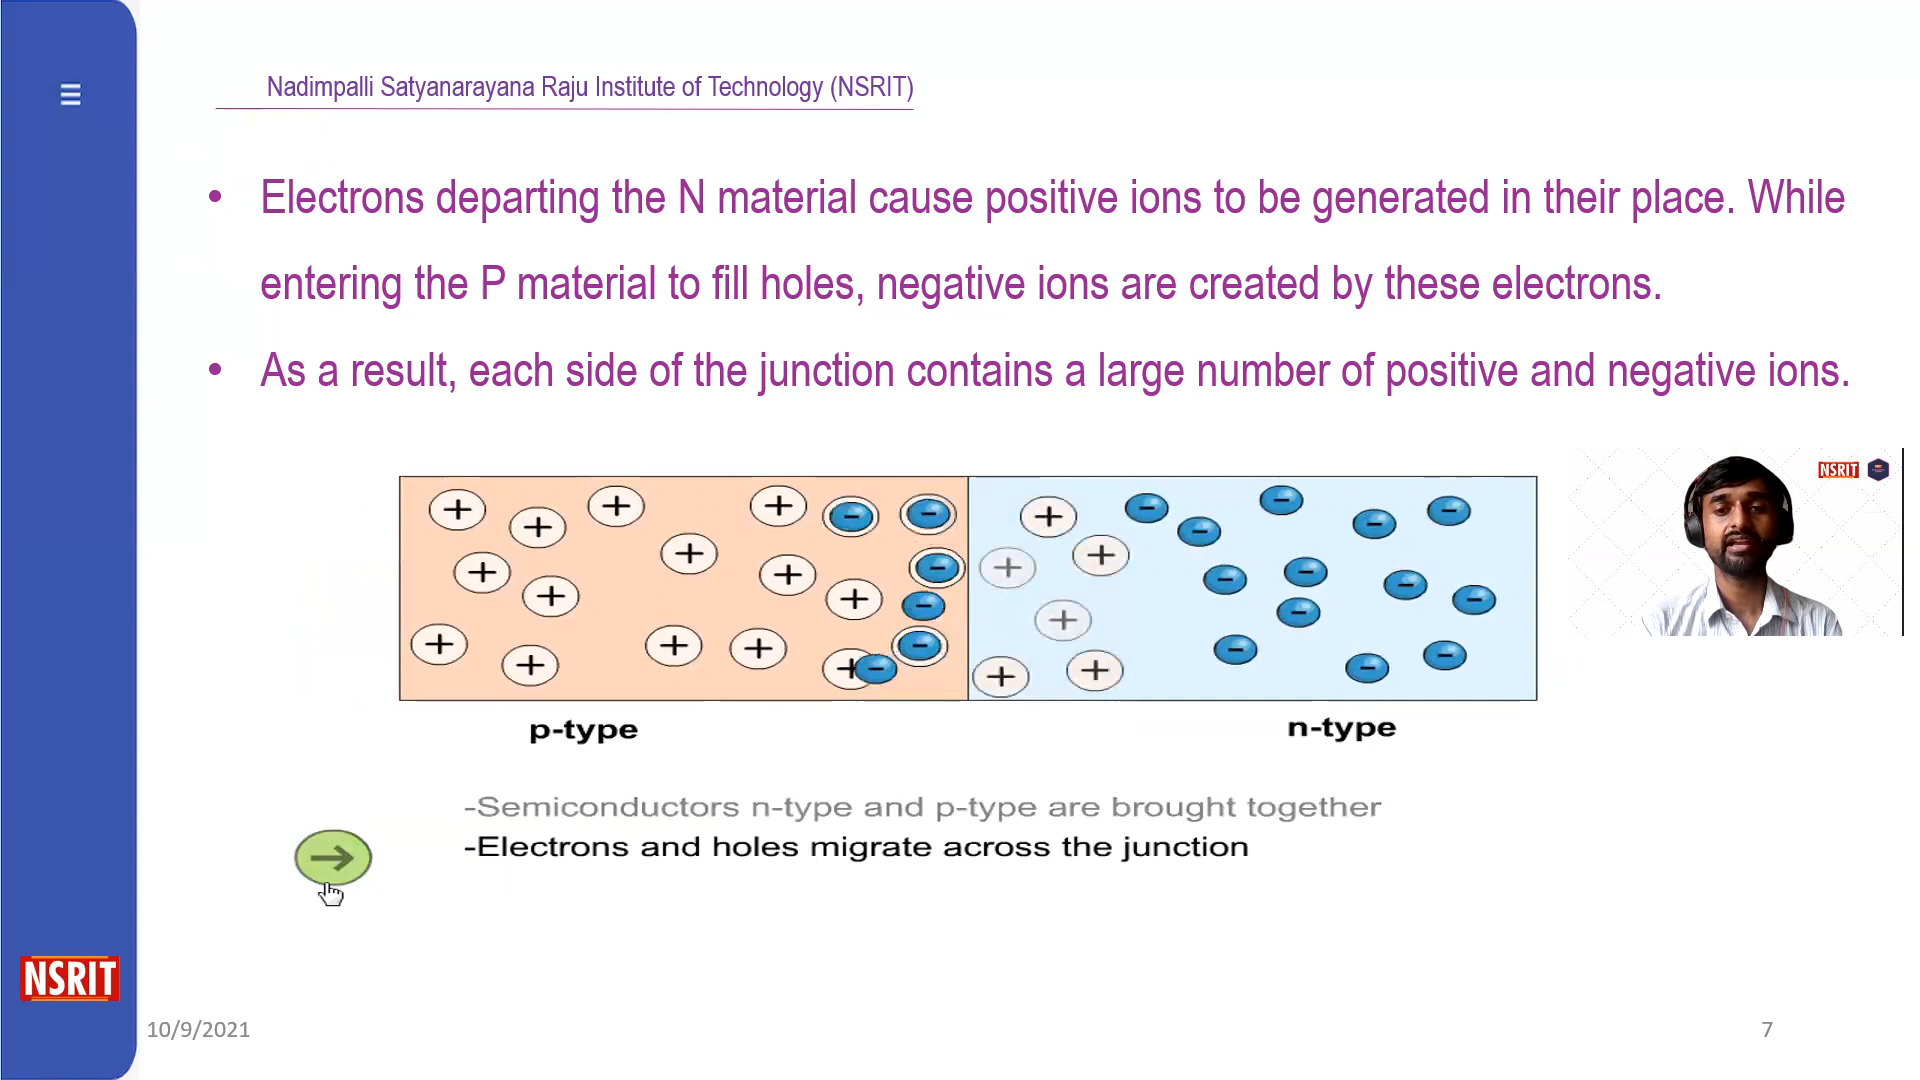 Nadimpalli Satyanarayana Raju Institute of Technology (NSRIT)
• Electrons departing the N material cause positive ions to be generated in their place. While
entering the P material to fill holes, negative ions are created by these electrons.
• As a result, each side of the junction contains a large number of positive and negative ions.
NSRIT
p-type
n-type
-Semiconductors n-type and p-type are brought together
-Electrons and holes migrate across the junction
NSRIT
10/9/2021
7